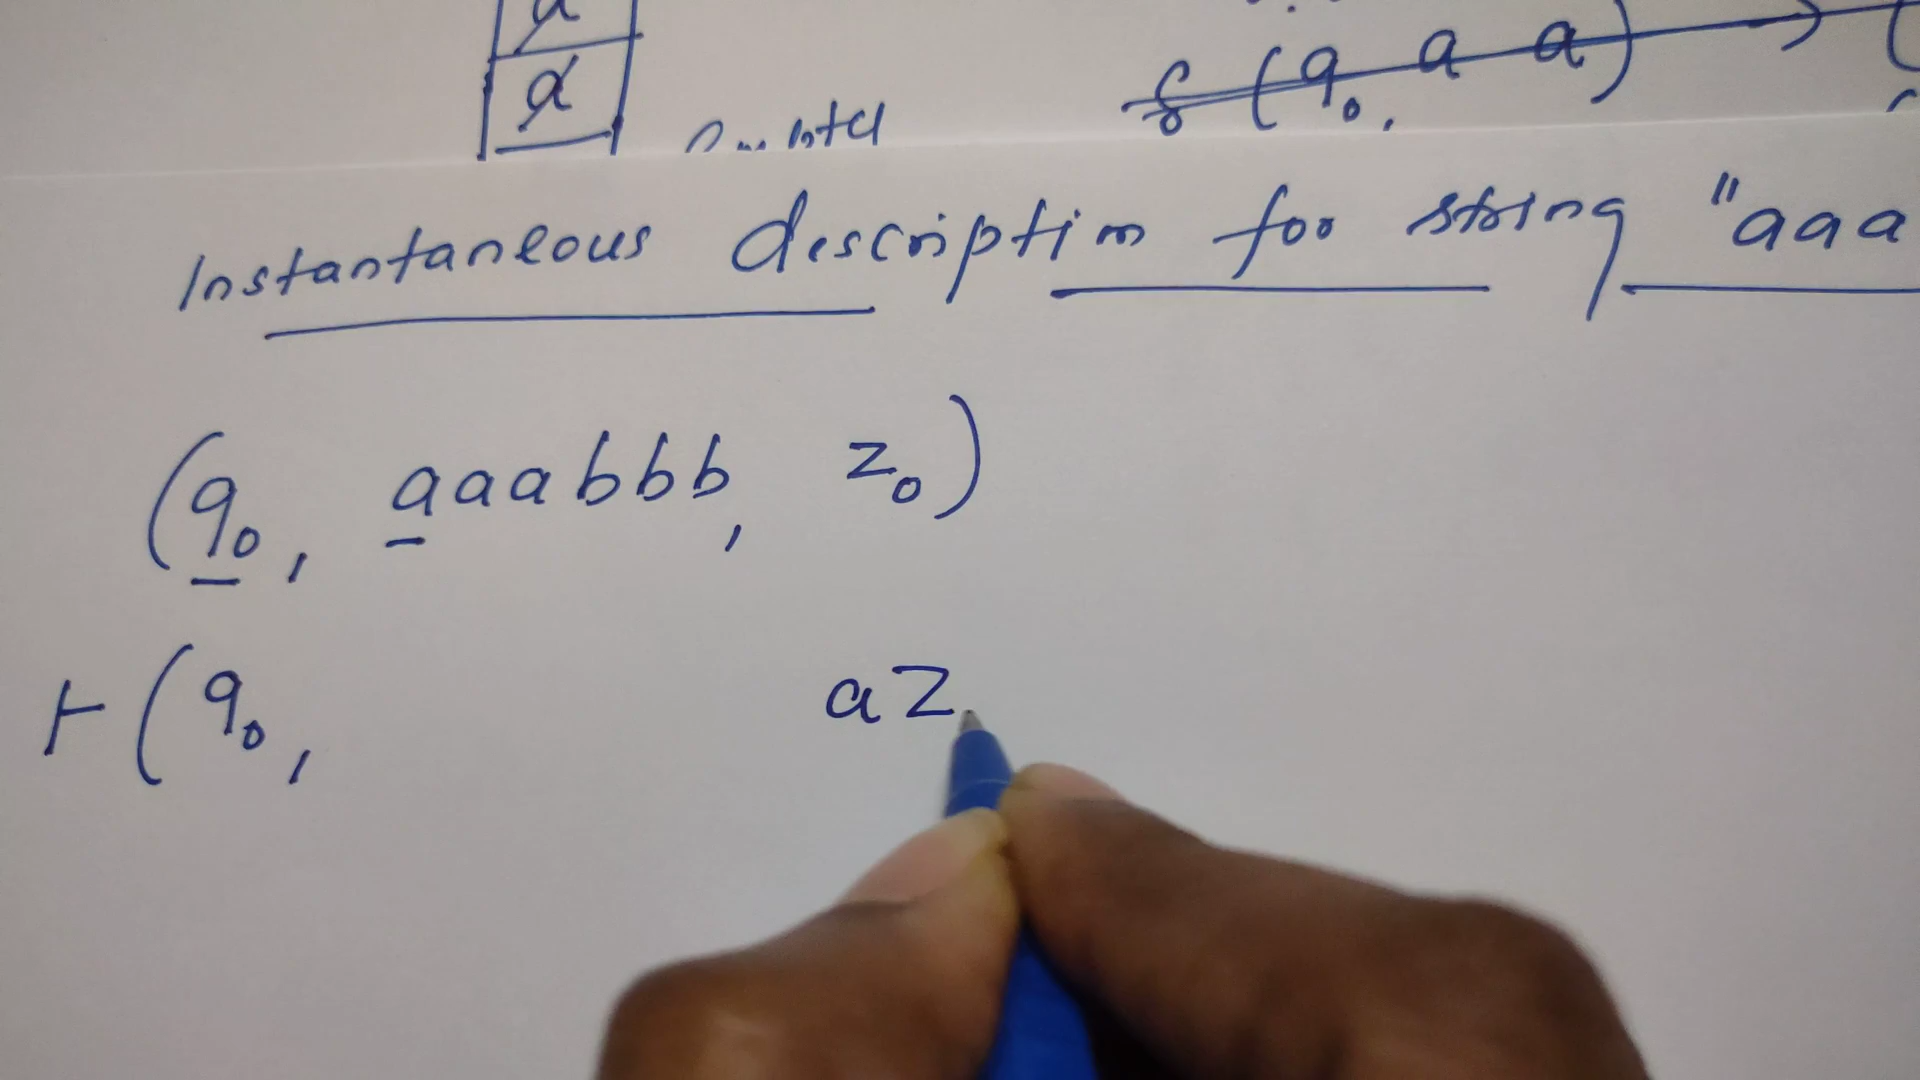 a
δ(q₀, a a) → (
a
Instantaneous description for string "aaa
(q₀, aaabbb, z₀)
⊢(q₀, az